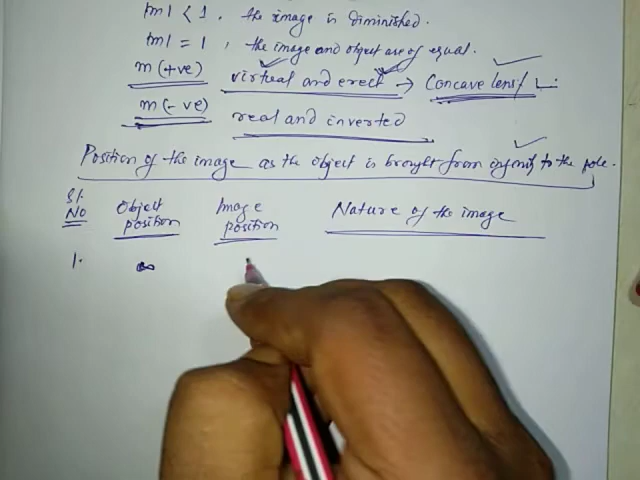 |m| < 1, the image is diminished.
|m| = 1, the image and object are of equal.
m (+ve) virtual and erect → Concave lens/
m (-ve) real and inverted
Position of the image as the object is brought from infinity to the pole.
Sl. No Object position Image position Nature of the image
1. ∞